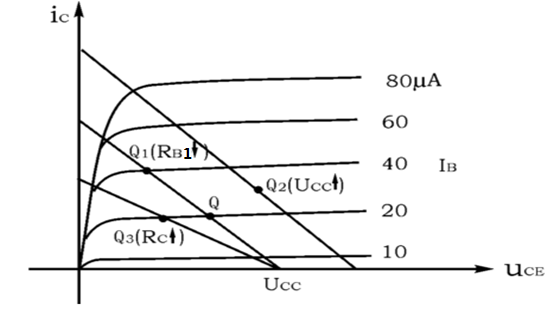 iC
80μA
60
Q1(RB1↓)
40 IB
Q2(UCC↑)
Q
20
Q3(RC↑)
10
UCC
uCE